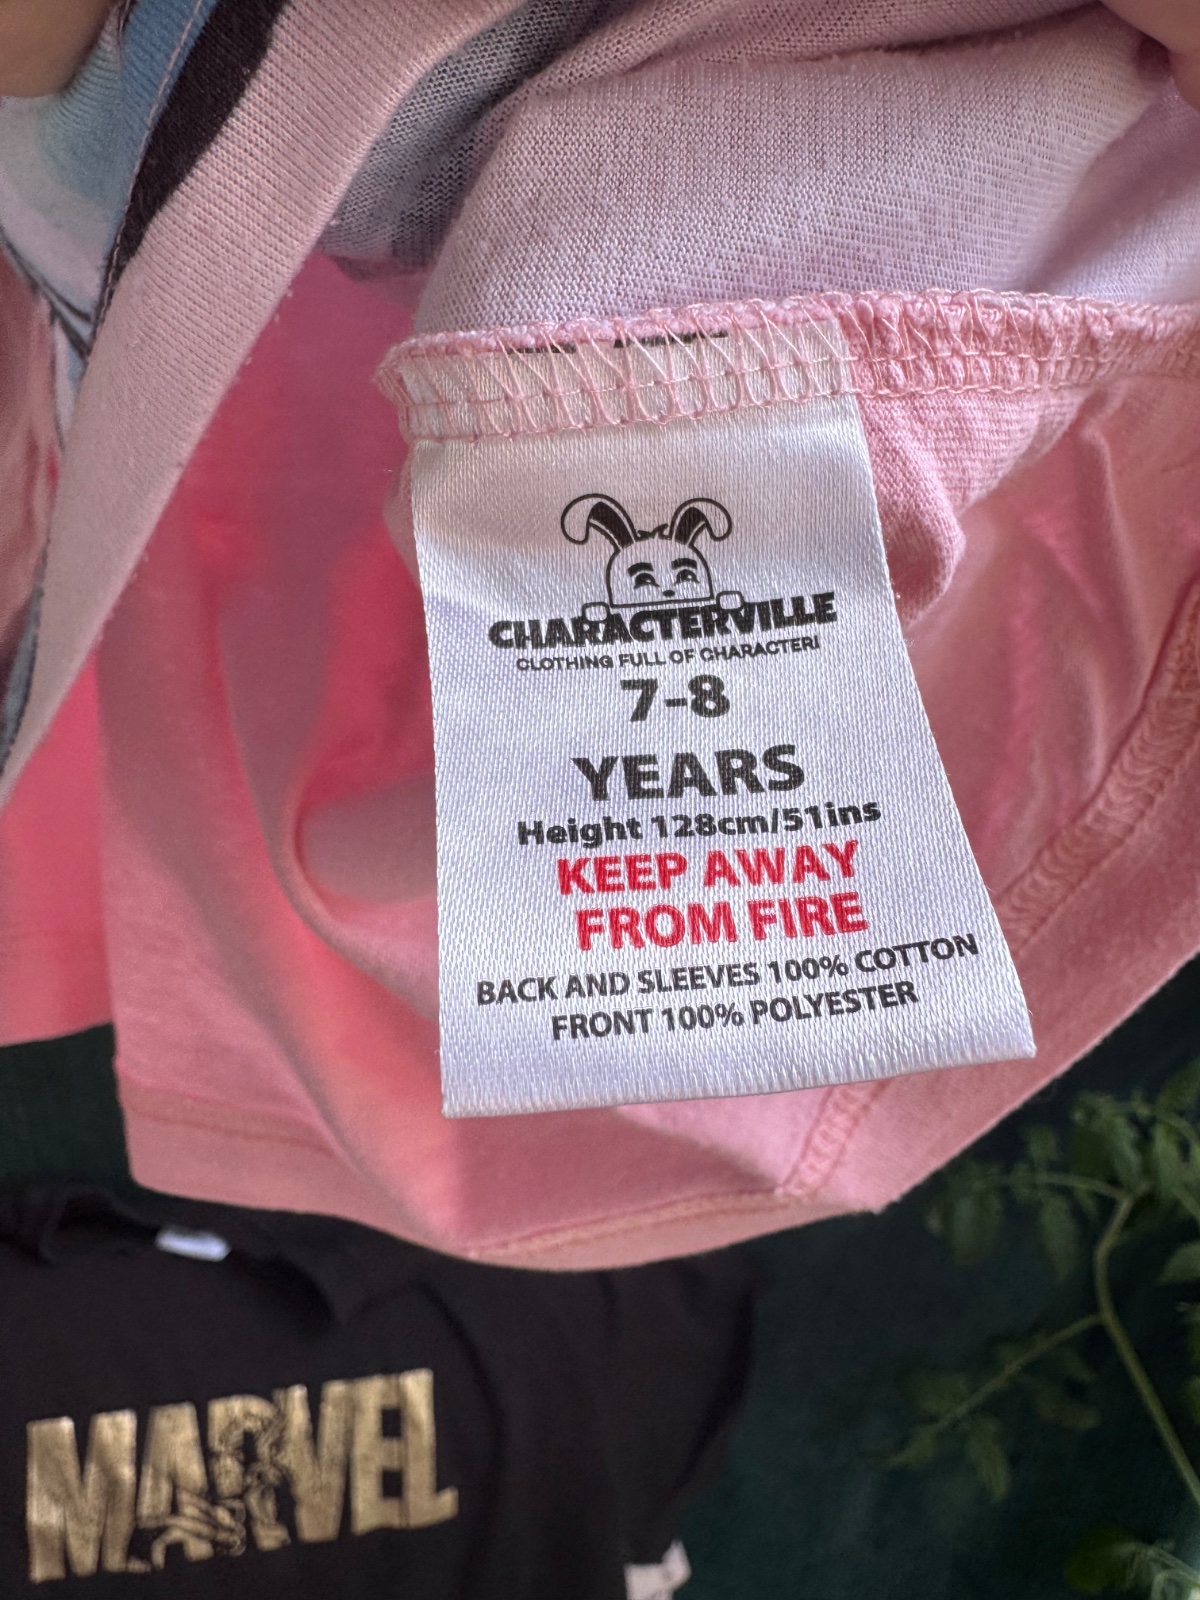 CHARACTERVILLE
CLOTHING FULL OF CHARACTER!
7-8
YEARS
Height 128cm/51ins
KEEP AWAY
FROM FIRE
BACK AND SLEEVES 100% COTTON
FRONT 100% POLYESTER
MARVEL